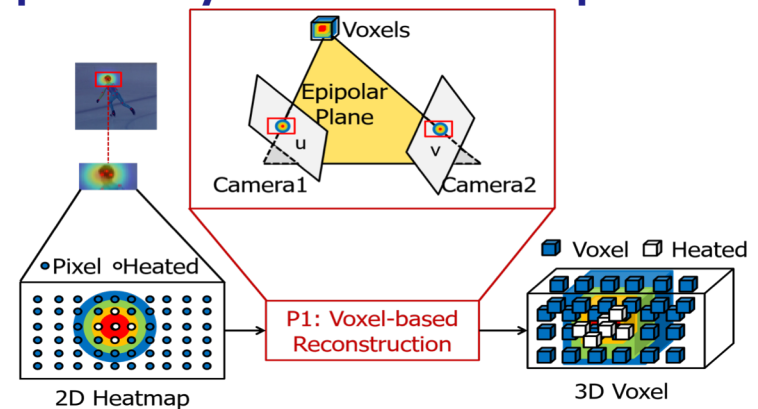 Voxels
Epipolar
Plane
u
v
Camera1
Camera2
Pixel Heated
Voxel Heated
P1: Voxel-based
Reconstruction
2D Heatmap
3D Voxel